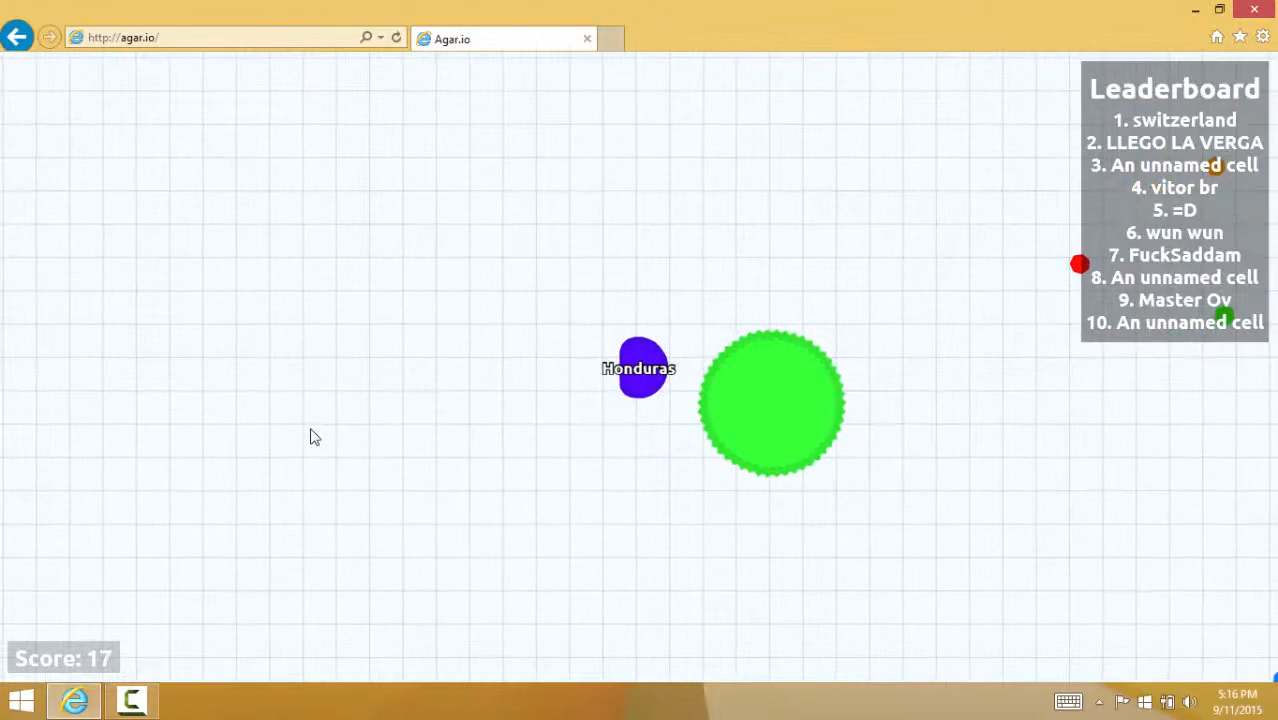 http://agar.io/
Agar.io
Leaderboard
1. switzerland
2. LLEGO LA VERGA
3. An unnamed cell
4. vitor br
5. =D
6. wun wun
7. FuckSaddam
8. An unnamed cell
9. Master Ov
10. An unnamed cell
Honduras
Score: 17
5:16 PM
9/11/2015